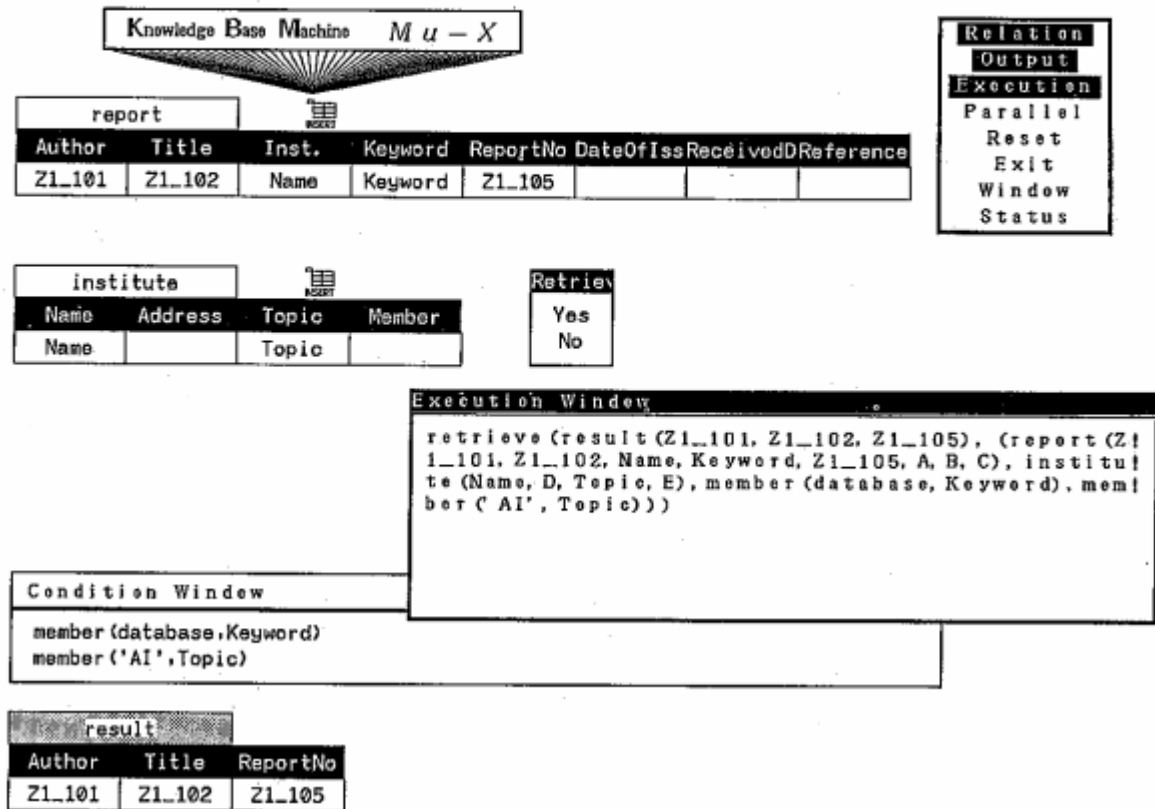 Knowledge Base Machine Mu-X
Relation
Output
Execution
Parallel
Reset
Exit
Window
Status
report
INSERT
Author Title Inst. Keyword ReportNo DateOfIss ReceivedD Reference
Z1_101 Z1_102 Name Keyword Z1_105
institute
INSERT
Name Address Topic Member
Name Topic
Retriev
Yes
No
Execution Window
retrieve(result(Z1_101, Z1_102, Z1_105), (report(Z!
1_101, Z1_102, Name, Keyword, Z1_105, A, B, C), institu!
te(Name, D, Topic, E), member(database, Keyword), mem!
ber('AI', Topic)))
Condition Window
member(database,Keyword)
member('AI',Topic)
result
Author Title ReportNo
Z1_101 Z1_102 Z1_105